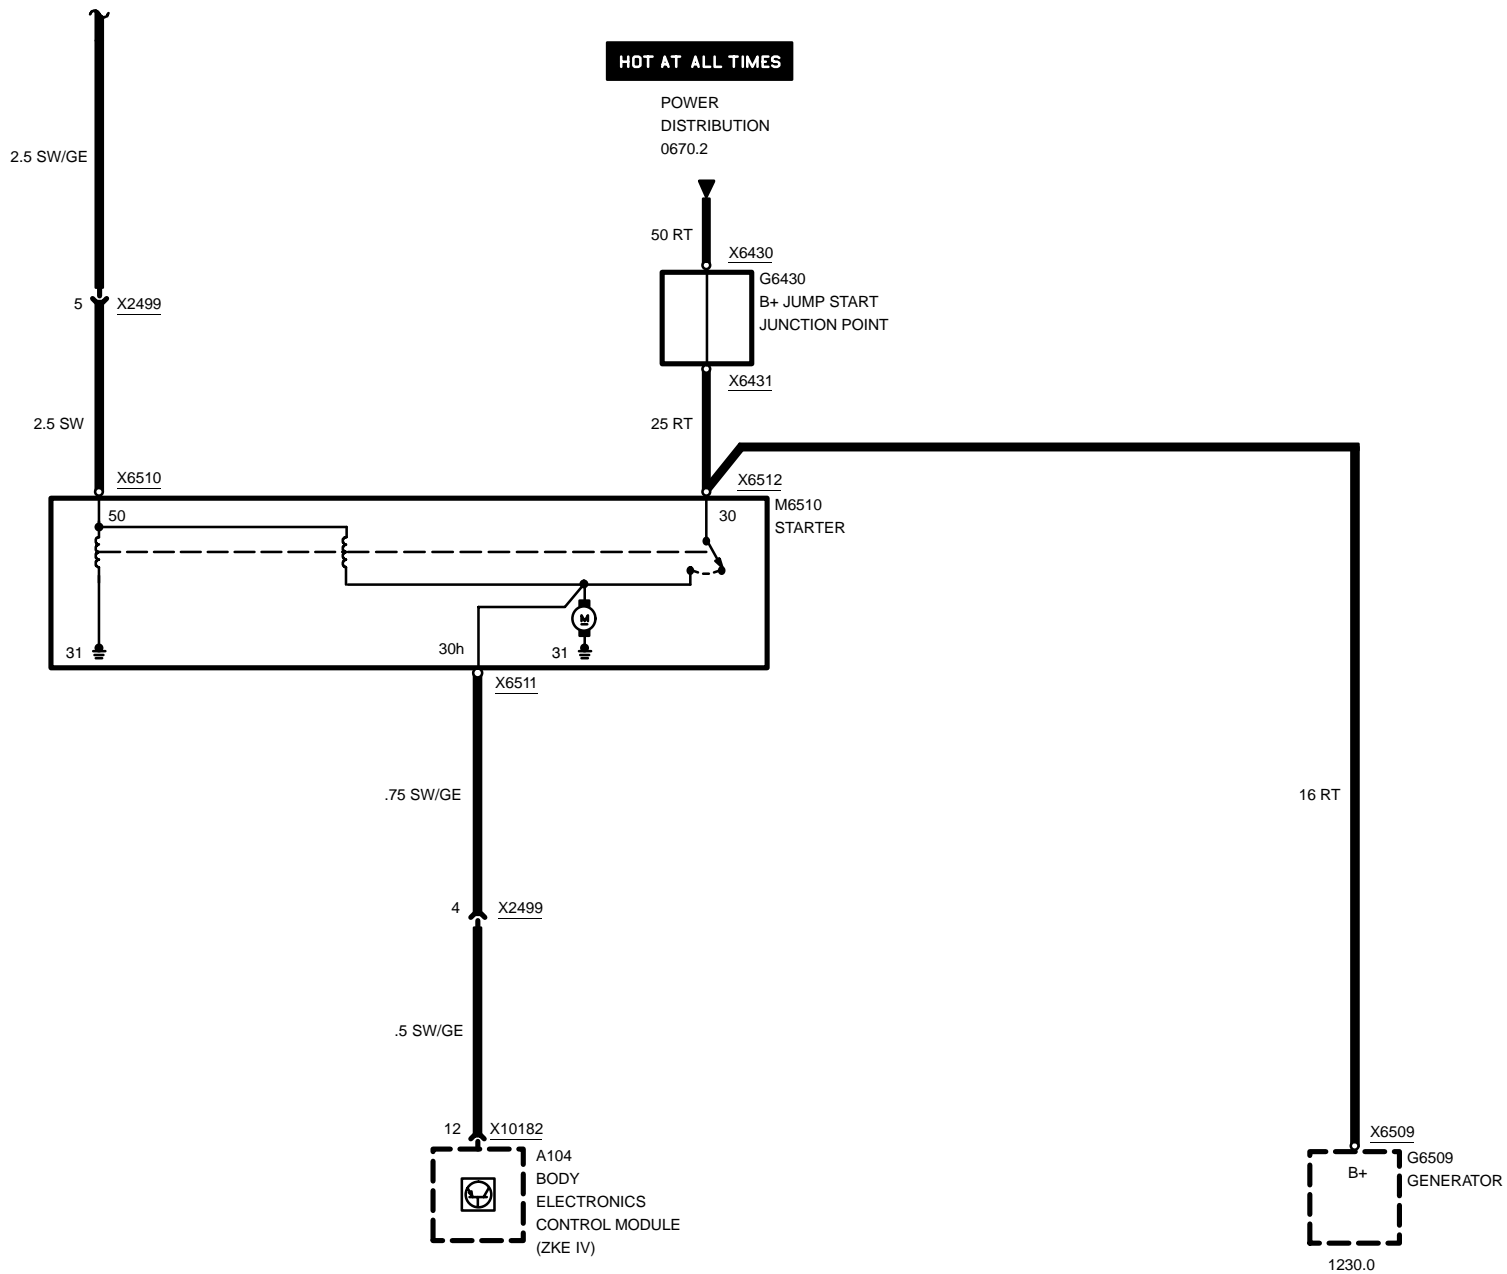 HOT AT ALL TIMES
POWER
DISTRIBUTION
0670.2
2.5 SW/GE
50 RT
X6430
G6430
B+ JUMP START
JUNCTION POINT
5
X2499
X6431
2.5 SW
25 RT
X6510
X6512
M6510
STARTER
50
30
M
31
30h
31
X6511
.75 SW/GE
16 RT
4
X2499
.5 SW/GE
12
X10182
A104
BODY
ELECTRONICS
CONTROL MODULE
(ZKE IV)
X6509
G6509
GENERATOR
B+
1230.0